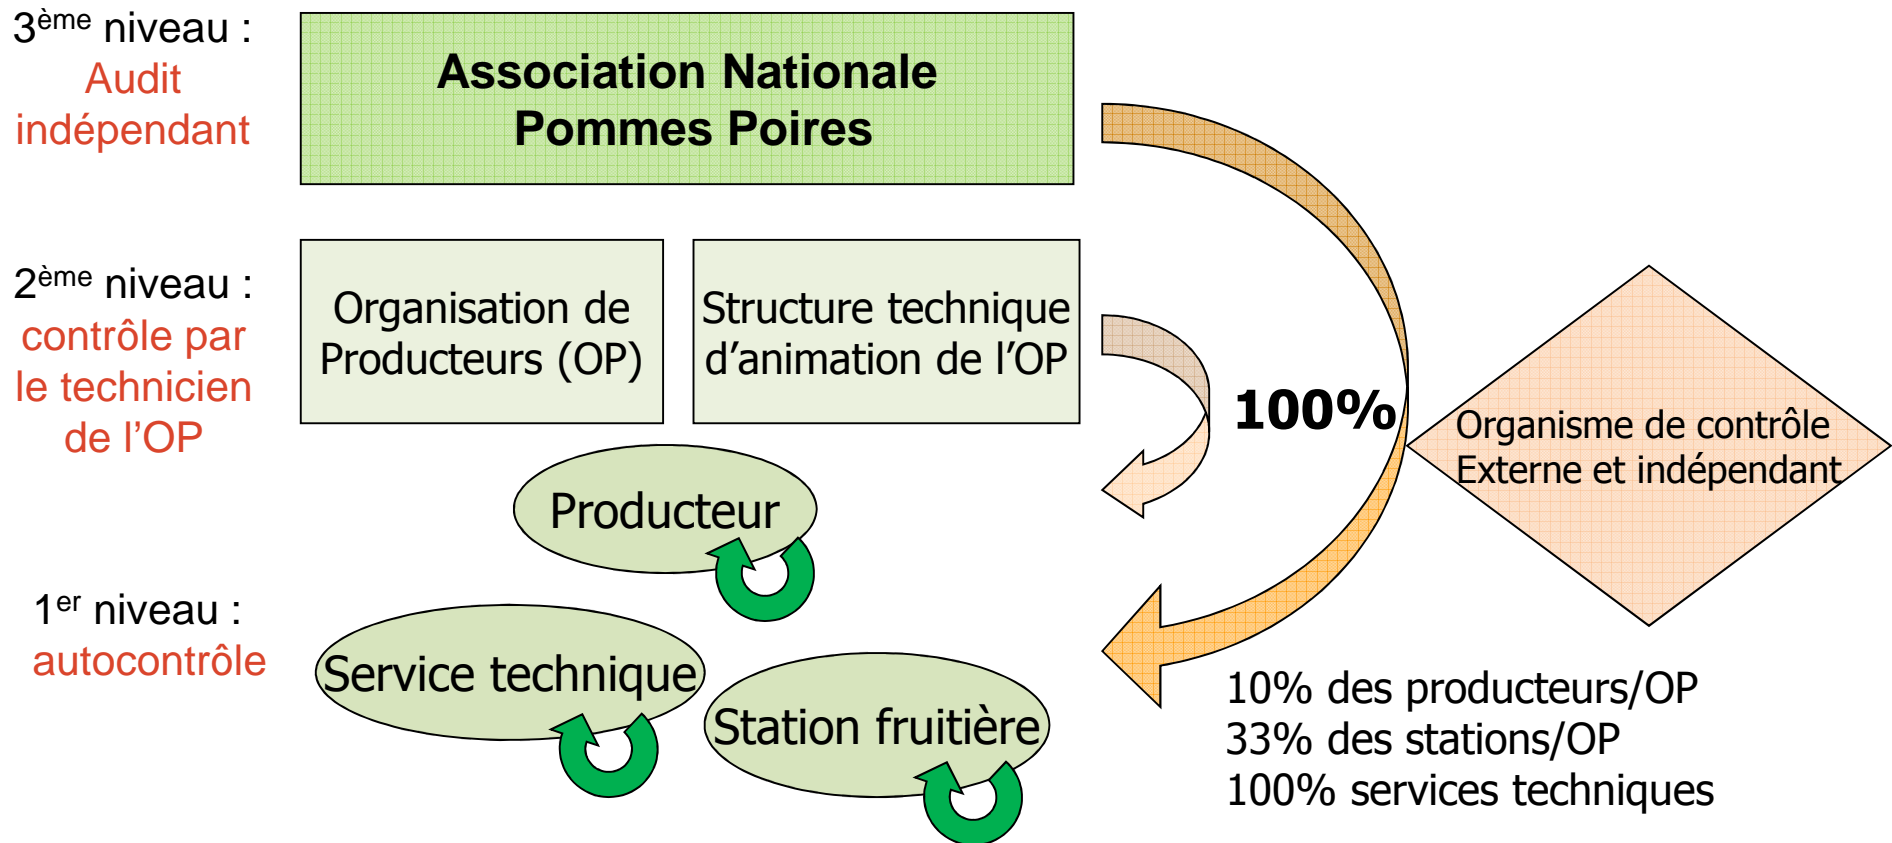 3ème niveau :
Audit
indépendant
Association Nationale
Pommes Poires
2ème niveau :
contrôle par
le technicien
de l’OP
Organisation de
Producteurs (OP)
Structure technique
d’animation de l’OP
100%
Organisme de contrôle
Externe et indépendant
Producteur
1er niveau :
autocontrôle
Service technique
Station fruitière
10% des producteurs/OP
33% des stations/OP
100% services techniques